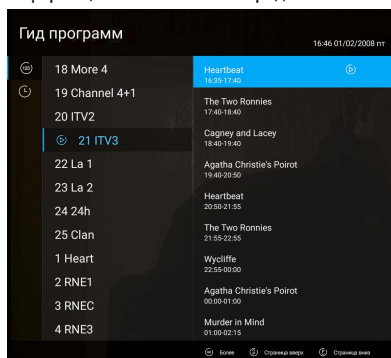 Гид программ
16:46 01/02/2008 пт
123
18 More 4
19 Channel 4+1
20 ITV2
21 ITV3
22 La 1
23 La 2
24 24h
25 Clan
1 Heart
2 RNE1
3 RNEC
4 RNE3
Heartbeat
16:35-17:40
The Two Ronnies
17:40-18:40
Cagney and Lacey
18:40-19:40
Agatha Christie's Poirot
19:40-20:50
Heartbeat
20:50-21:55
The Two Ronnies
21:55-22:55
Wycliffe
22:55-00:00
Agatha Christie's Poirot
00:00-01:00
Murder in Mind
01:00-02:15
Более Страница вверх Страница вниз